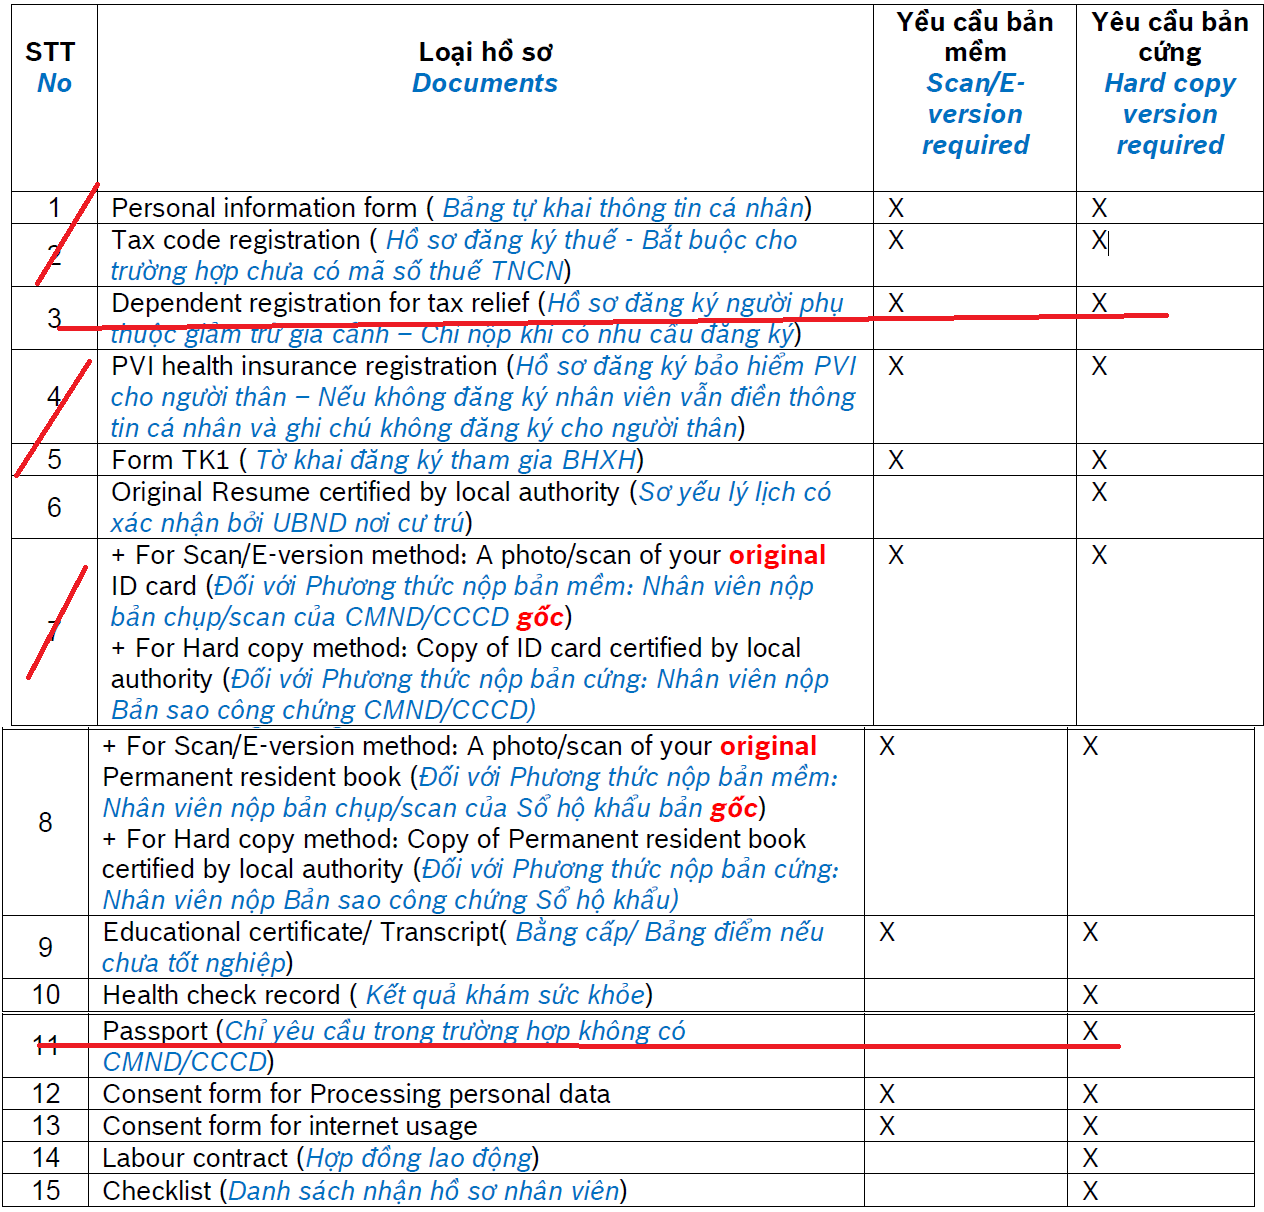 STT
No
Loại hồ sơ
Documents
Yều cầu bản
mềm
Scan/E-
version
required
Yêu cầu bản
cứng
Hard copy
version
required
1 Personal information form ( Bảng tự khai thông tin cá nhân) X X
2 Tax code registration ( Hồ sơ đăng ký thuế - Bắt buộc cho X X
trường hợp chưa có mã số thuế TNCN)
3 Dependent registration for tax relief (Hồ sơ đăng ký người phụ X X
thuộc giảm trừ gia cảnh – Chỉ nộp khi có nhu cầu đăng ký)
4 PVI health insurance registration (Hồ sơ đăng ký bảo hiểm PVI X X
cho người thân – Nếu không đăng ký nhân viên vẫn điền thông
tin cá nhân và ghi chú không đăng ký cho người thân)
5 Form TK1 ( Tờ khai đăng ký tham gia BHXH) X X
6 Original Resume certified by local authority (Sơ yếu lý lịch có X
xác nhận bởi UBND nơi cư trú)
7 + For Scan/E-version method: A photo/scan of your original X X
ID card (Đối với Phương thức nộp bản mềm: Nhân viên nộp
bản chụp/scan của CMND/CCCD gốc)
+ For Hard copy method: Copy of ID card certified by local
authority (Đối với Phương thức nộp bản cứng: Nhân viên nộp
Bản sao công chứng CMND/CCCD)
8 + For Scan/E-version method: A photo/scan of your original X X
Permanent resident book (Đối với Phương thức nộp bản mềm:
Nhân viên nộp bản chụp/scan của Sổ hộ khẩu bản gốc)
+ For Hard copy method: Copy of Permanent resident book
certified by local authority (Đối với Phương thức nộp bản cứng:
Nhân viên nộp Bản sao công chứng Sổ hộ khẩu)
9 Educational certificate/ Transcript( Bằng cấp/ Bảng điểm nếu X X
chưa tốt nghiệp)
10 Health check record ( Kết quả khám sức khỏe) X
11 Passport (Chỉ yêu cầu trong trường hợp không có X
CMND/CCCD)
12 Consent form for Processing personal data X X
13 Consent form for internet usage X X
14 Labour contract (Hợp đồng lao động) X
15 Checklist (Danh sách nhận hồ sơ nhân viên) X